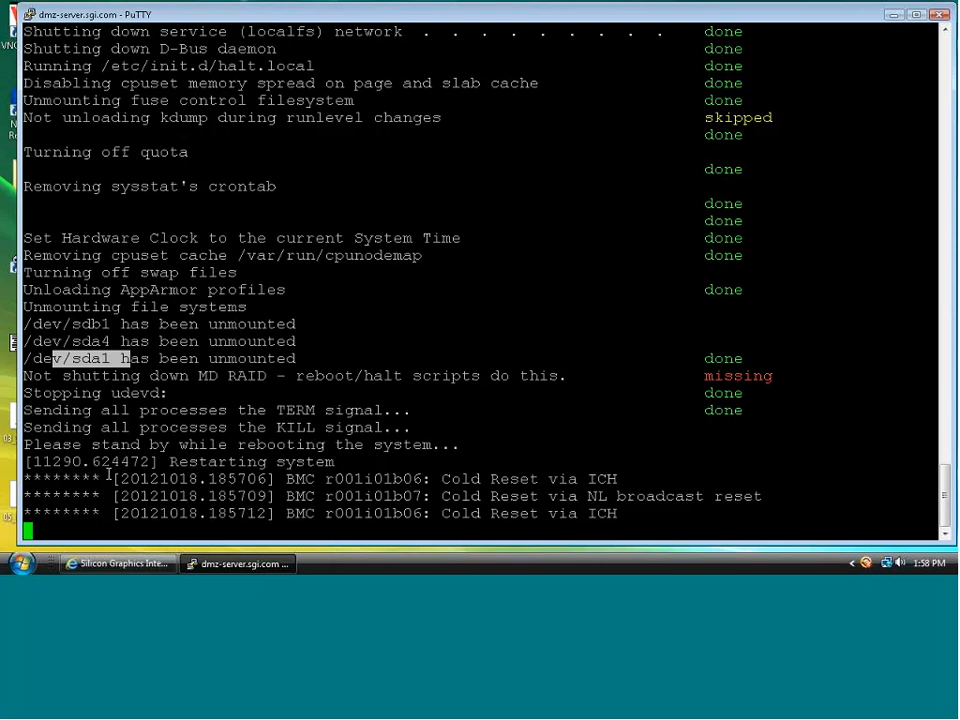 dmz-server.sgi.com - PuTTY
Shutting down service (localfs) network . . . . . . . . . done
Shutting down D-Bus daemon done
Running /etc/init.d/halt.local done
Disabling cpuset memory spread on page and slab cache done
Unmounting fuse control filesystem done
Not unloading kdump during runlevel changes skipped
done
Turning off quota
done
Removing sysstat's crontab
done
done
Set Hardware Clock to the current System Time done
Removing cpuset cache /var/run/cpunodemap done
Turning off swap files
Unloading AppArmor profiles done
Unmounting file systems
/dev/sdb1 has been unmounted
/dev/sda4 has been unmounted
/dev/sda1 has been unmounted done
Not shutting down MD RAID - reboot/halt scripts do this. missing
Stopping udevd: done
Sending all processes the TERM signal... done
Sending all processes the KILL signal...
Please stand by while rebooting the system...
[11290.624472] Restarting system
******** [20121018.185706] BMC r001i01b06: Cold Reset via ICH
******** [20121018.185709] BMC r001i01b07: Cold Reset via NL broadcast reset
******** [20121018.185712] BMC r001i01b06: Cold Reset via ICH
Silicon Graphics Inte... dmz-server.sgi.com ... 1:58 PM